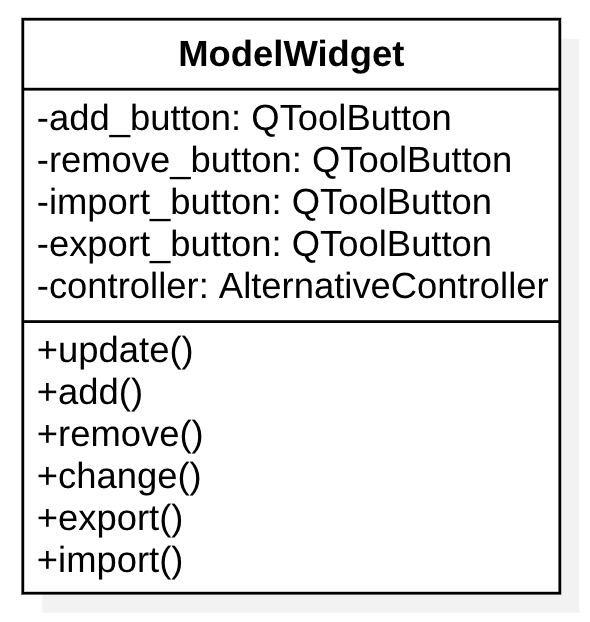 ModelWidget
-add_button: QToolButton
-remove_button: QToolButton
-import_button: QToolButton
-export_button: QToolButton
-controller: AlternativeController
+update()
+add()
+remove()
+change()
+export()
+import()